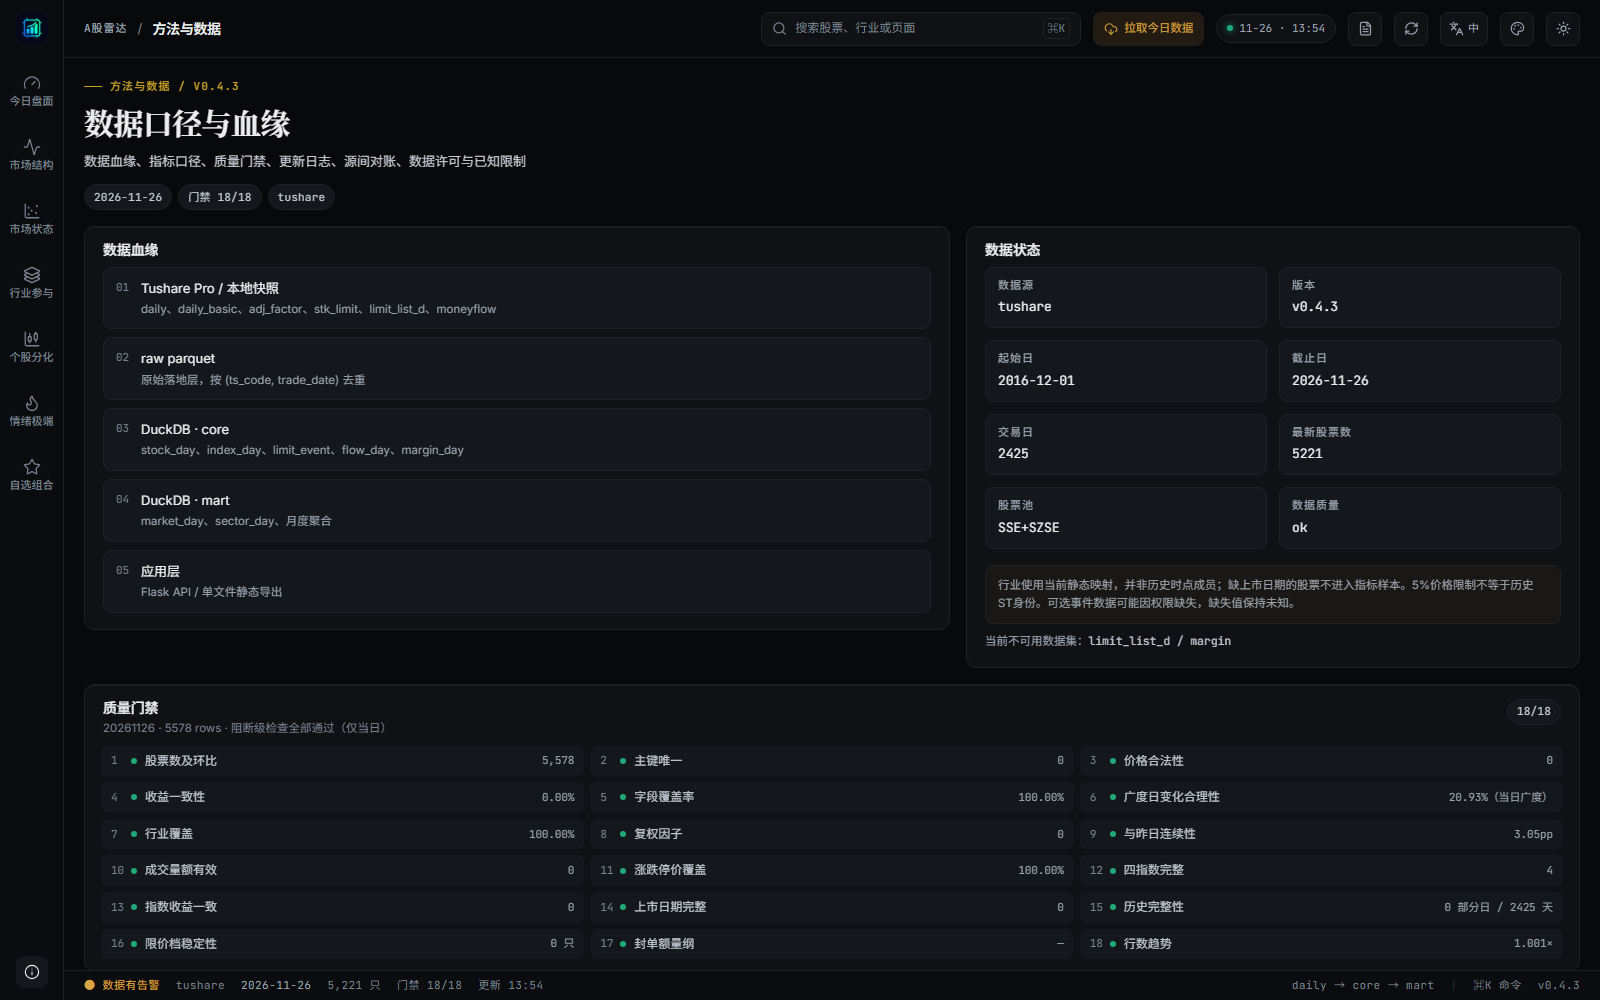 A股雷达 / 方法与数据
搜索股票、行业或页面 ⌘K
拉取今日数据
11-26 · 13:54
中
今日盘面
市场结构
市场状态
行业参与
个股分化
情绪极端
自选组合
方法与数据 / V0.4.3
数据口径与血缘
数据血缘、指标口径、质量门禁、更新日志、源间对账、数据许可与已知限制
2026-11-26 门禁 18/18 tushare
数据血缘
01 Tushare Pro / 本地快照
daily、daily_basic、adj_factor、stk_limit、limit_list_d、moneyflow
02 raw parquet
原始落地层，按 (ts_code, trade_date) 去重
03 DuckDB · core
stock_day、index_day、limit_event、flow_day、margin_day
04 DuckDB · mart
market_day、sector_day、月度聚合
05 应用层
Flask API / 单文件静态导出
数据状态
数据源
tushare
版本
v0.4.3
起始日
2016-12-01
截止日
2026-11-26
交易日
2425
最新股票数
5221
股票池
SSE+SZSE
数据质量
ok
行业使用当前静态映射，并非历史时点成员；缺上市日期的股票不进入指标样本。5%价格限制不等于历史
ST身份。可选事件数据可能因权限缺失，缺失值保持未知。
当前不可用数据集：limit_list_d / margin
质量门禁
20261126 · 5578 rows · 阻断级检查全部通过（仅当日）
18/18
1 股票数及环比 5,578
2 主键唯一 0
3 价格合法性 0
4 收益一致性 0.00%
5 字段覆盖率 100.00%
6 广度日变化合理性 20.93%（当日广度）
7 行业覆盖 100.00%
8 复权因子 0
9 与昨日连续性 3.05pp
10 成交量额有效 0
11 涨跌停价覆盖 100.00%
12 四指数完整 4
13 指数收益一致 0
14 上市日期完整 0
15 历史完整性 0 部分日 / 2425 天
16 限价档稳定性 0 只
17 封单额量纲 —
18 行数趋势 1.001×
数据有告警 tushare 2026-11-26 5,221 只 门禁 18/18 更新 13:54
daily → core → mart | ⌘K 命令 v0.4.3